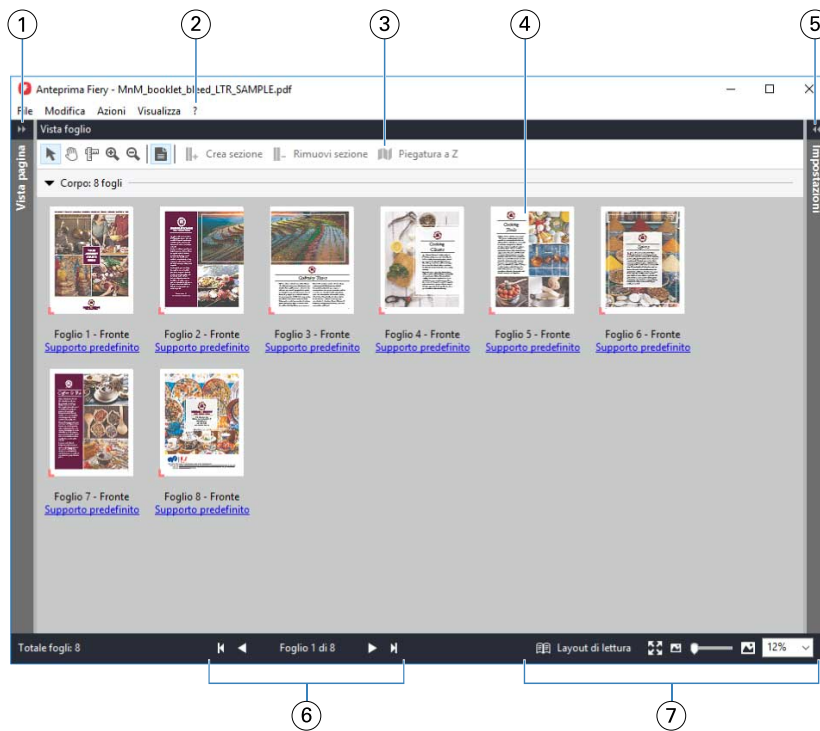 1 2 3 4 5
Anteprima Fiery - MnM_booklet_bleed_LTR_SAMPLE.pdf
File Modifica Azioni Visualizza ?
Vista foglio
Vista pagina
Impostazioni
Crea sezione Rimuovi sezione Piegatura a Z
Corpo: 8 fogli
Foglio 1 - Fronte Foglio 2 - Fronte Foglio 3 - Fronte Foglio 4 - Fronte Foglio 5 - Fronte Foglio 6 - Fronte
Supporto predefinito Supporto predefinito Supporto predefinito Supporto predefinito Supporto predefinito Supporto predefinito
Foglio 7 - Fronte Foglio 8 - Fronte
Supporto predefinito Supporto predefinito
Totale fogli: 8 Foglio 1 di 8 Layout di lettura 12%
6 7